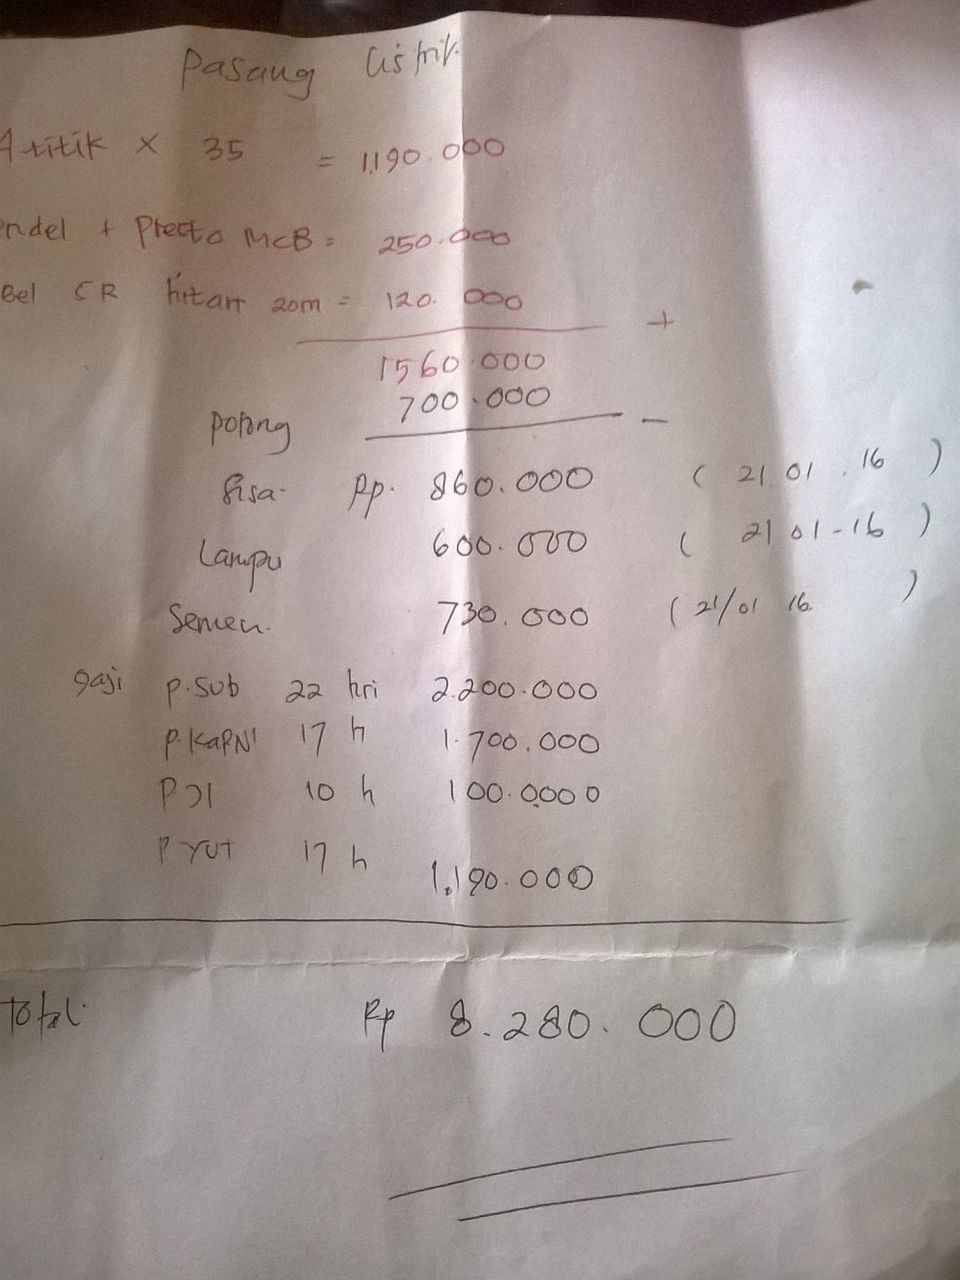 Pasang Listrik
4 titik x 35 = 1.190.000
ndel + Presto MCB = 250.000
Bel SR hitam 20m = 120.000
+
1560.000
Potong 700.000 -
Sisa- Rp. 860.000 ( 21 01 . 16 )
Lampu 600.000 ( 21 01-16 )
Semen. 730.000 ( 21/01 16. )
gaji P.SUb 22 hri 2.200.000
P.KaRNI 17 h 1.700.000
P JI 10 h 100.0000
P YUT 17 h 1.190.000
Total. Rp 8.280.000